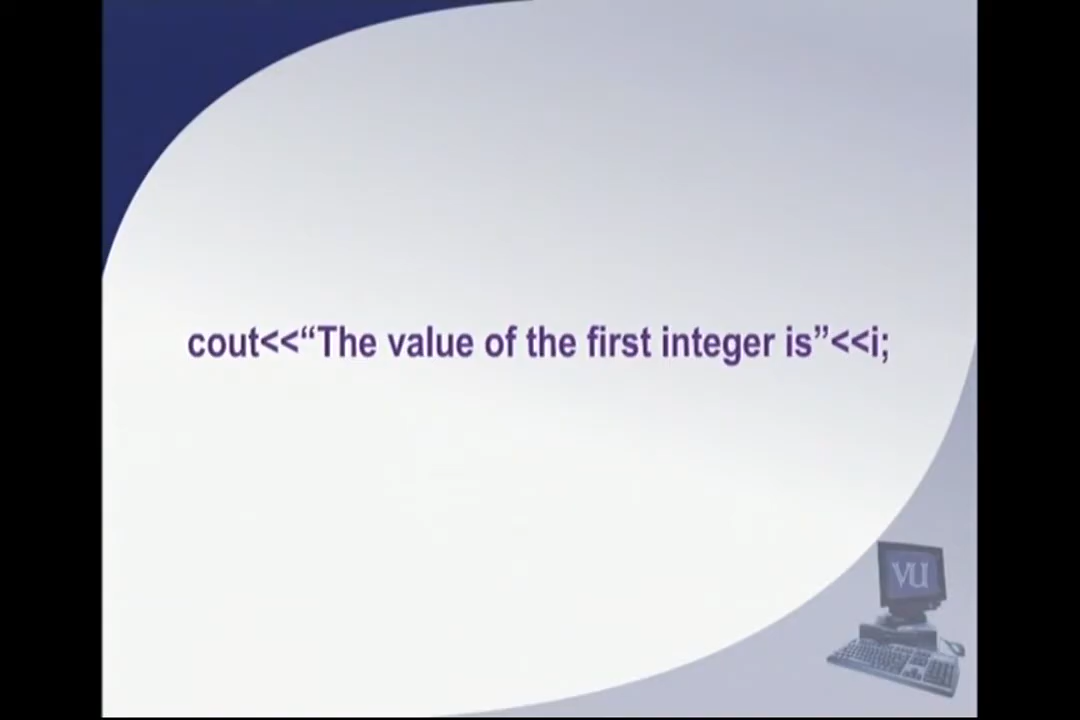 cout<<“The value of the first integer is”<<i;
VU